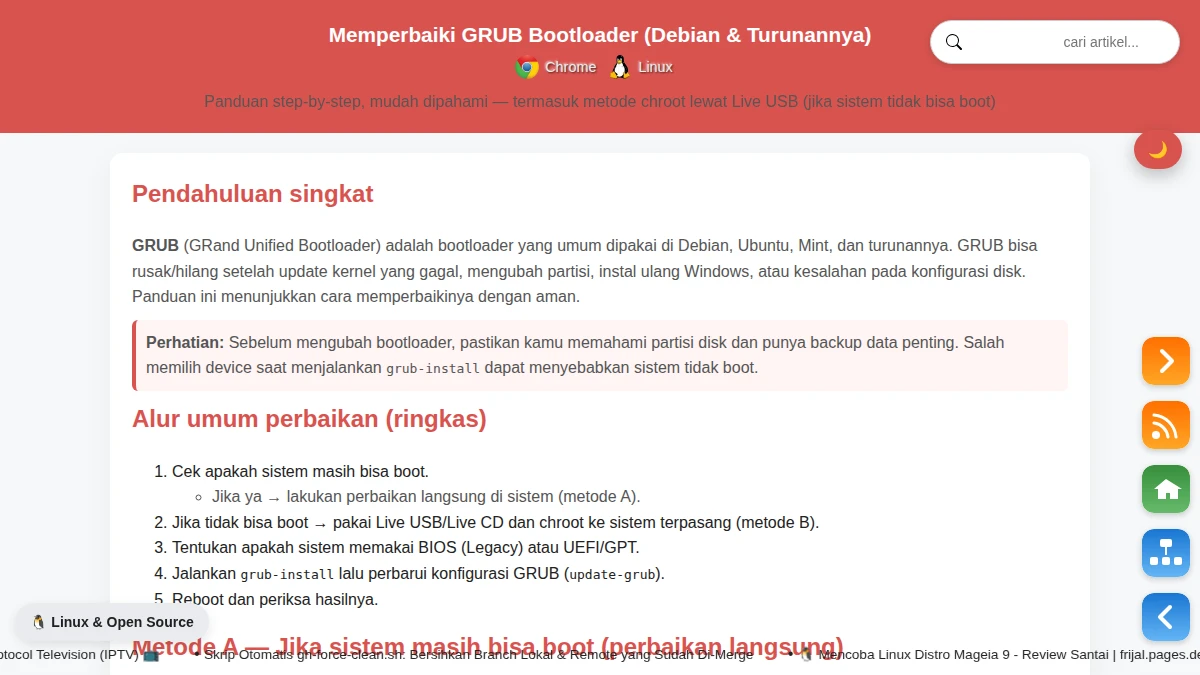 Memperbaiki GRUB Bootloader (Debian & Turunannya)
cari artikel...
Chrome Linux
Panduan step-by-step, mudah dipahami — termasuk metode chroot lewat Live USB (jika sistem tidak bisa boot)
Pendahuluan singkat
GRUB (GRand Unified Bootloader) adalah bootloader yang umum dipakai di Debian, Ubuntu, Mint, dan turunannya. GRUB bisa
rusak/hilang setelah update kernel yang gagal, mengubah partisi, instal ulang Windows, atau kesalahan pada konfigurasi disk.
Panduan ini menunjukkan cara memperbaikinya dengan aman.
Perhatian: Sebelum mengubah bootloader, pastikan kamu memahami partisi disk dan punya backup data penting. Salah
memilih device saat menjalankan grub-install dapat menyebabkan sistem tidak boot.
Alur umum perbaikan (ringkas)
1. Cek apakah sistem masih bisa boot.
◦ Jika ya → lakukan perbaikan langsung di sistem (metode A).
2. Jika tidak bisa boot → pakai Live USB/Live CD dan chroot ke sistem terpasang (metode B).
3. Tentukan apakah sistem memakai BIOS (Legacy) atau UEFI/GPT.
4. Jalankan grub-install lalu perbarui konfigurasi GRUB (update-grub).
5. Reboot dan periksa hasilnya.
🐧 Linux & Open Source
Metode A — Jika sistem masih bisa boot (perbaikan langsung)
otocol Television (IPTV) 📺 • Skrip Otomatis gh-force-clean.sh: Bersihkan Branch Lokal & Remote yang Sudah Di-Merge • 🐧 Mencoba Linux Distro Mageia 9 - Review Santai | frijal.pages.de